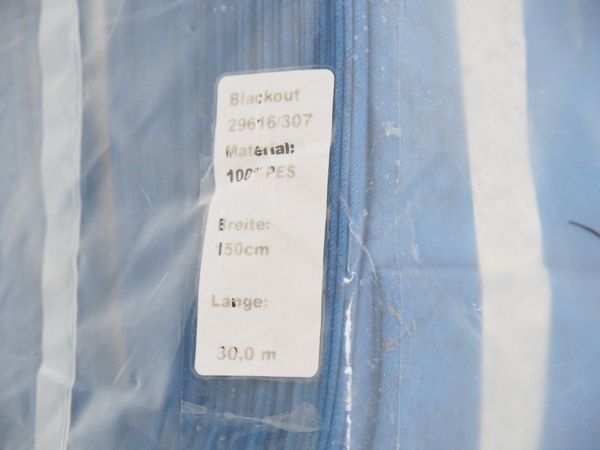 Blackout
29616/307
Material:
100%PES
Breite:
150cm
Lange:
30,0 m